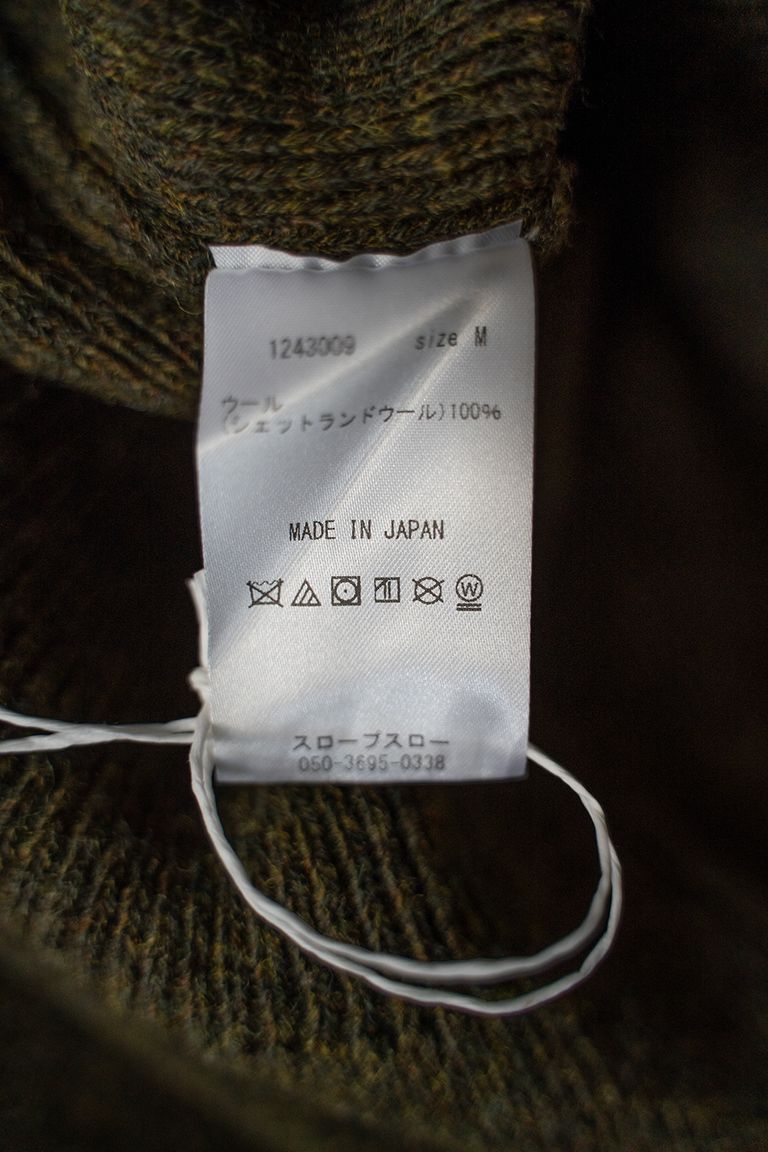 1243009 size M
ウール
(シェットランドウール)100%
MADE IN JAPAN
W
スロープスロー
050-3695-0338